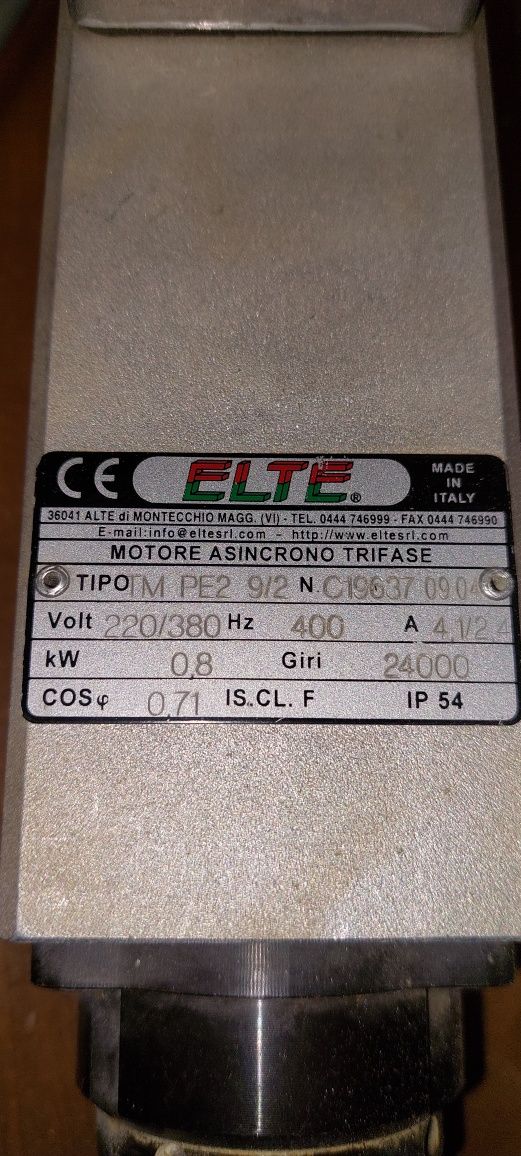 CE ELTE ® MADE IN ITALY
36041 ALTE di MONTECCHIO MAGG. (VI) - TEL. 0444 746999 - FAX 0444 746990
E-mail:info@eltesrl.com - http://www.eltesrl.com
MOTORE ASINCRONO TRIFASE
TIPO TM PE2 9/2 N. C19637 09 04
Volt 220/380 Hz 400 A 4,1/2,4
kW 0,8 Giri 24000
COSφ 0,71 IS.CL. F IP 54